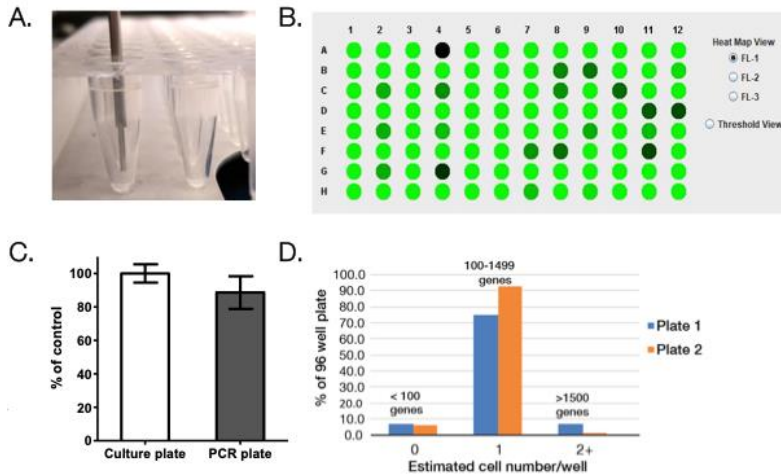 A.
B.
1 2 3 4 5 6 7 8 9 10 11 12
A
B
C
D
E
F
G
H
Heat Map View
FL-1
FL-2
FL-3
Threshold View
C.
% of control
100
80
60
40
20
0
Culture plate PCR plate
D.
% of 96 well plate
100.0
90.0
80.0
70.0
60.0
50.0
40.0
30.0
20.0
10.0
0.0
100-1499
genes
< 100
genes
>1500
genes
0 1 2+
Estimated cell number/well
Plate 1
Plate 2